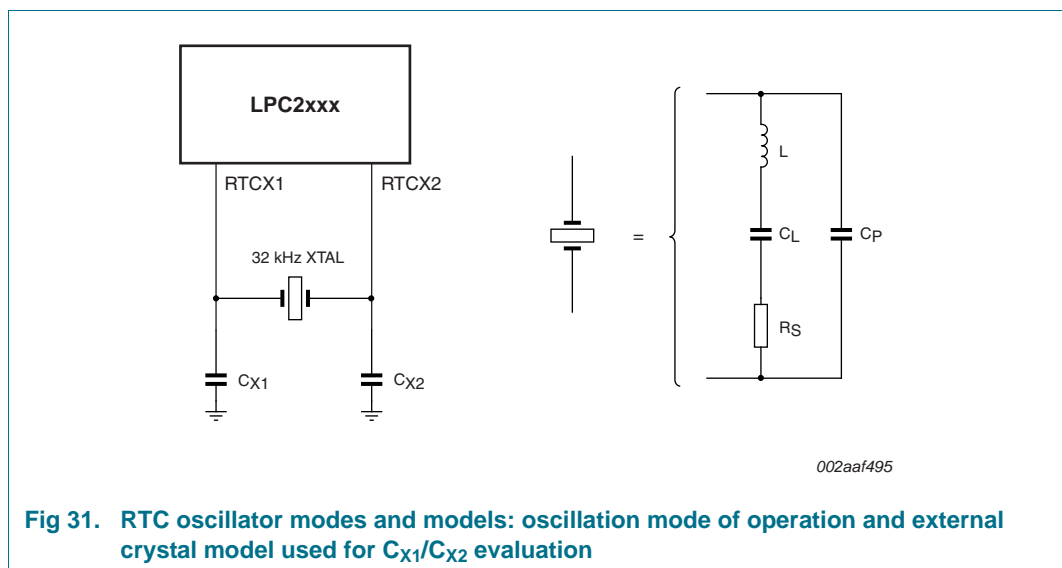 LPC2xxx
RTCX1
RTCX2
32 kHz XTAL
CX1
CX2
=
L
CL
CP
RS
002aaf495
Fig 31. RTC oscillator modes and models: oscillation mode of operation and external
crystal model used for CX1/CX2 evaluation